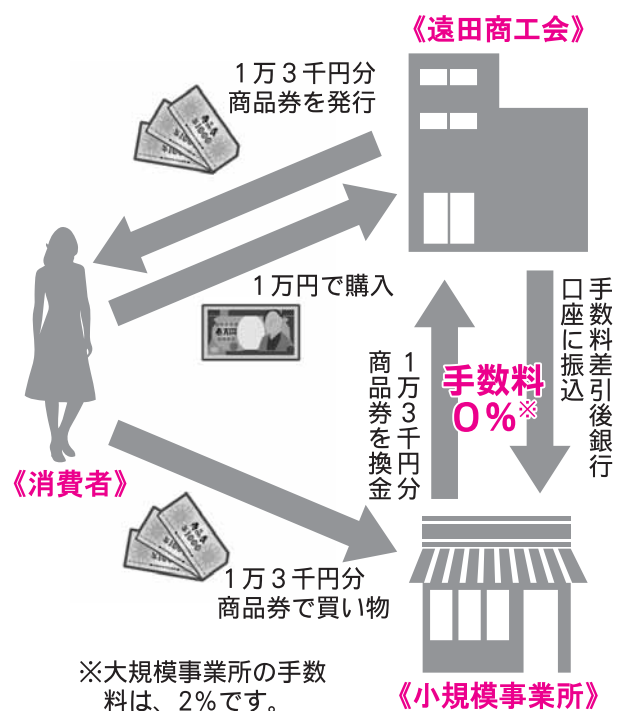 《遠田商工会》
1万3千円分
商品券を発行
1万円で購入
手数料差引後銀行
口座に振込
1万3千円分
商品券を換金
手数料
0％※
《消費者》
1万3千円分
商品券で買い物
《小規模事業所》
※大規模事業所の手数
料は、2％です。